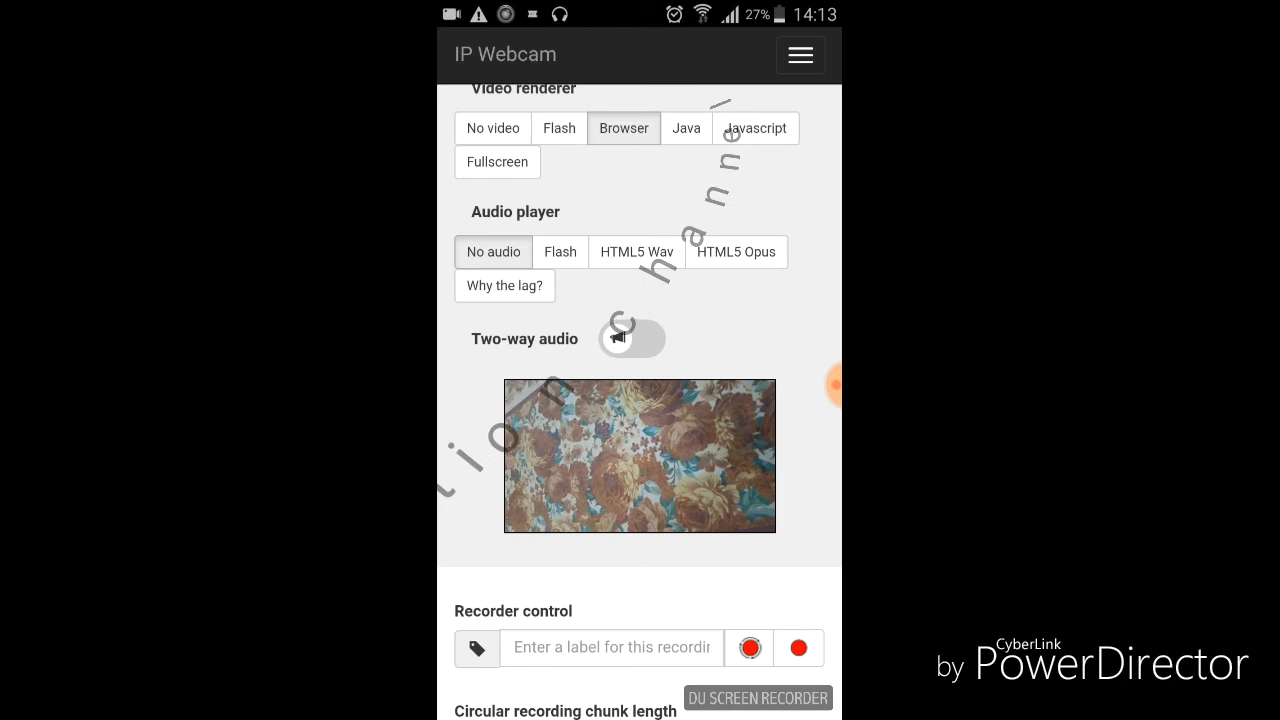 27% 14:13
IP Webcam
Video renderer
No video Flash Browser Java Javascript
Fullscreen
Audio player
No audio Flash HTML5 Wav HTML5 Opus
Why the lag?
Two-way audio
tion channel
Recorder control
Enter a label for this recordir
Circular recording chunk length
DU SCREEN RECORDER
by CyberLink PowerDirector